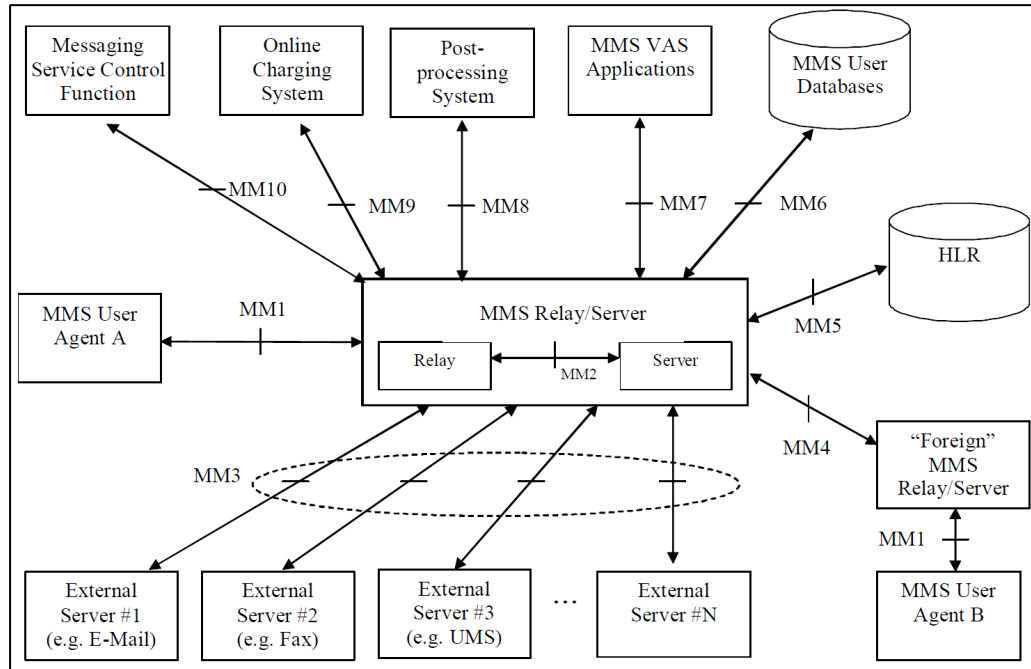 Messaging
Service Control
Function
Online
Charging
System
Post-
processing
System
MMS VAS
Applications
MMS User
Databases
MM10
MM9
MM8
MM7
MM6
HLR
MM5
MMS User
Agent A
MM1
MMS Relay/Server
Relay
MM2
Server
MM4
“Foreign”
MMS
Relay/Server
MM3
MM1
External
Server #1
(e.g. E-Mail)
External
Server #2
(e.g. Fax)
External
Server #3
(e.g. UMS)
...
External
Server #N
MMS User
Agent B